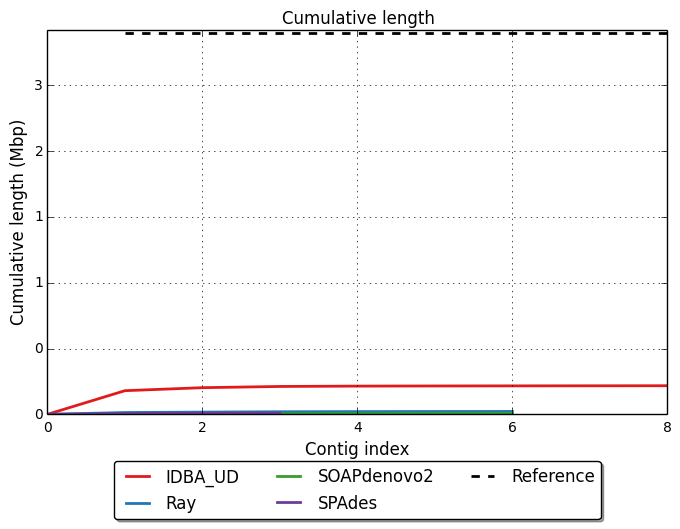 Cumulative length
Cumulative length (Mbp)
3
2
1
1
0
0
0 2 4 6 8
Contig index
IDBA_UD SOAPdenovo2 Reference
Ray SPAdes